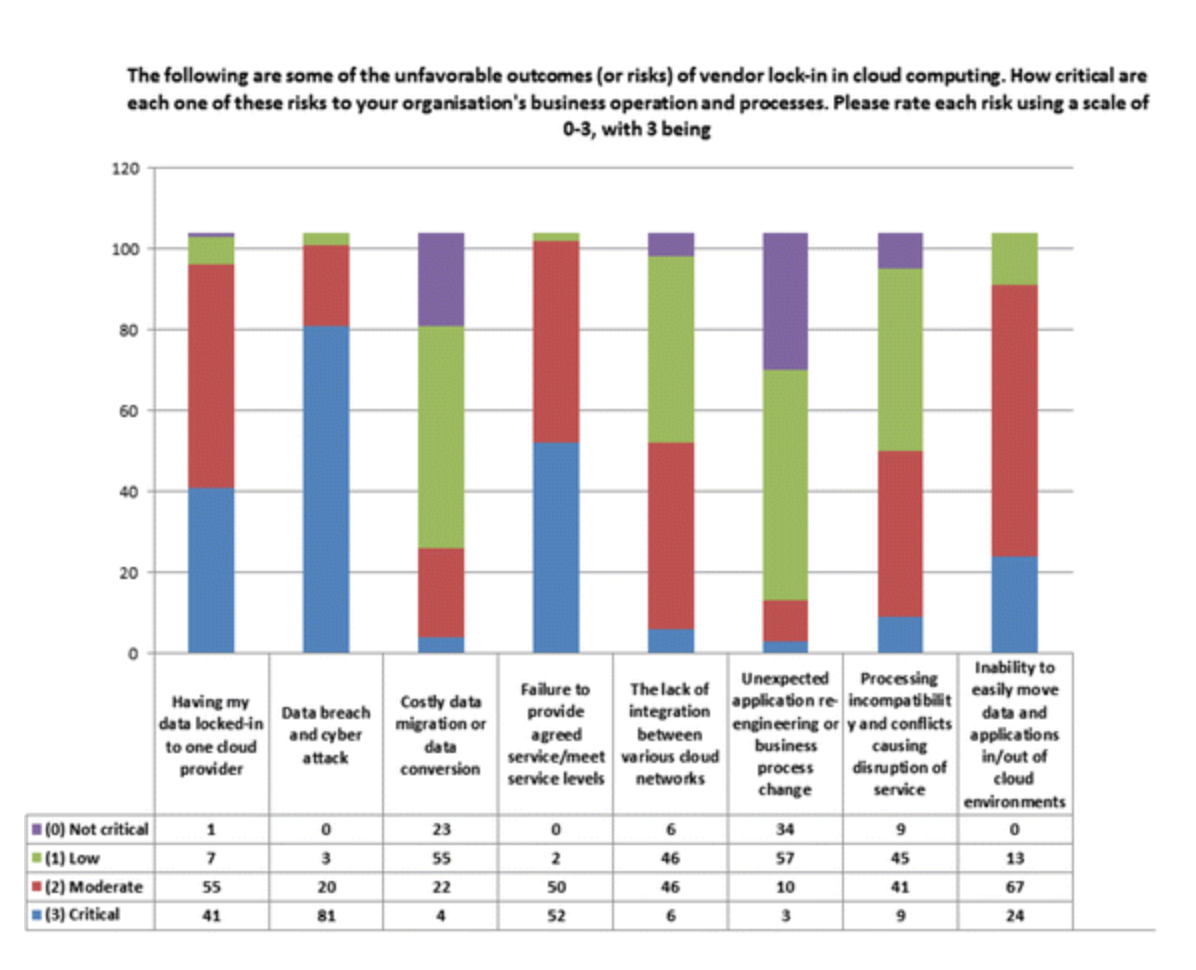 The following are some of the unfavorable outcomes (or risks) of vendor lock-in in cloud computing. How critical are
each one of these risks to your organisation's business operation and processes. Please rate each risk using a scale of
0-3, with 3 being
120
100
80
60
40
20
0
Having my
data locked-in
to one cloud
provider
Data breach
and cyber
attack
Costly data
migration or
data
conversion
Failure to
provide
agreed
service/meet
service levels
The lack of
integration
between
various cloud
networks
Unexpected
application re-
engineering or
business
process
change
Processing
incompatibilit
y and conflicts
causing
disruption of
service
Inability to
easily move
data and
applications
in/out of
cloud
environments
(0) Not critical 1 0 23 0 6 34 9 0
(1) Low 7 3 55 2 46 57 45 13
(2) Moderate 55 20 22 50 46 10 41 67
(3) Critical 41 81 4 52 6 3 9 24